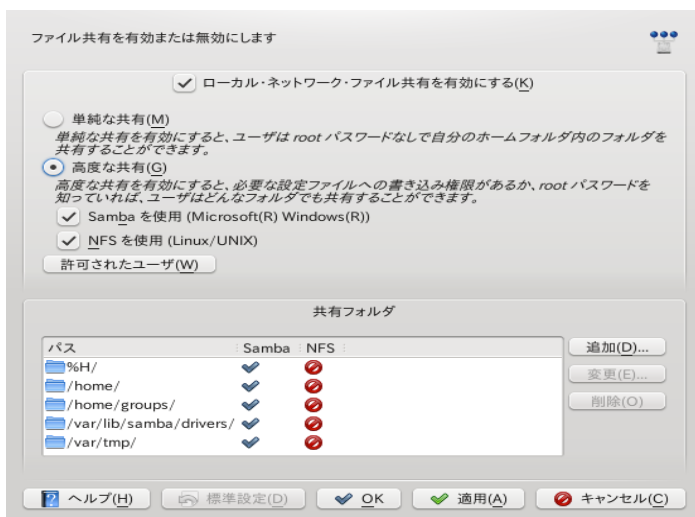 ファイル共有を有効または無効にします
ローカル・ネットワーク・ファイル共有を有効にする(K)
単純な共有(M)
単純な共有を有効にすると、ユーザは root パスワードなしで自分のホームフォルダ内のフォルダを
共有することができます。
高度な共有(G)
高度な共有を有効にすると、必要な設定ファイルへの書き込み権限があるか、root パスワードを
知っていれば、ユーザはどんなフォルダでも共有することができます。
Samba を使用 (Microsoft(R) Windows(R))
NFS を使用 (Linux/UNIX)
許可されたユーザ(W)
共有フォルダ
パス Samba NFS
%H/
/home/
/home/groups/
/var/lib/samba/drivers/
/var/tmp/
追加(D)...
変更(E)...
削除(O)
ヘルプ(H) 標準設定(D) OK 適用(A) キャンセル(C)